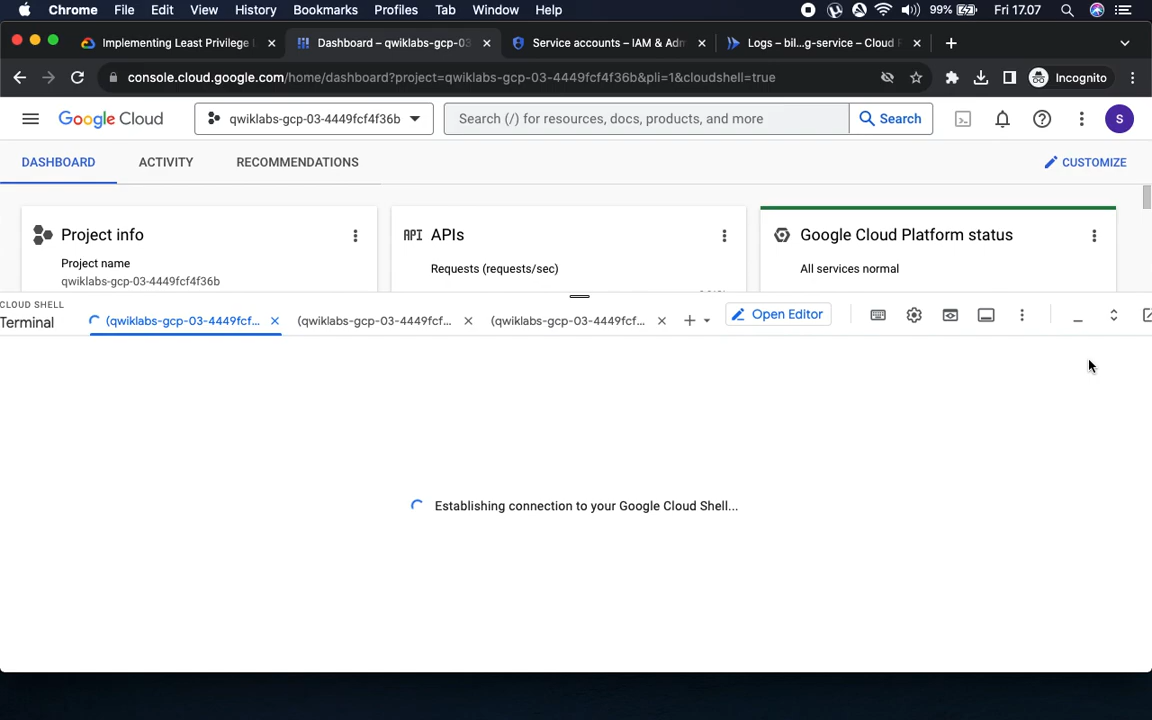 Chrome File Edit View History Bookmarks Profiles Tab Window Help 99% Fri 17.07
Implementing Least Privilege Dashboard – qwiklabs-gcp-03 Service accounts – IAM & Adm Logs – bil...g-service – Cloud
console.cloud.google.com/home/dashboard?project=qwiklabs-gcp-03-4449fcf4f36b&pli=1&cloudshell=true Incognito
Google Cloud qwiklabs-gcp-03-4449fcf4f36b Search (/) for resources, docs, products, and more Search S
DASHBOARD ACTIVITY RECOMMENDATIONS CUSTOMIZE
Project info API APIs Google Cloud Platform status
Project name Requests (requests/sec) All services normal
qwiklabs-gcp-03-4449fcf4f36b
CLOUD SHELL
Terminal (qwiklabs-gcp-03-4449fcf... (qwiklabs-gcp-03-4449fcf... (qwiklabs-gcp-03-4449fcf... Open Editor
Establishing connection to your Google Cloud Shell...